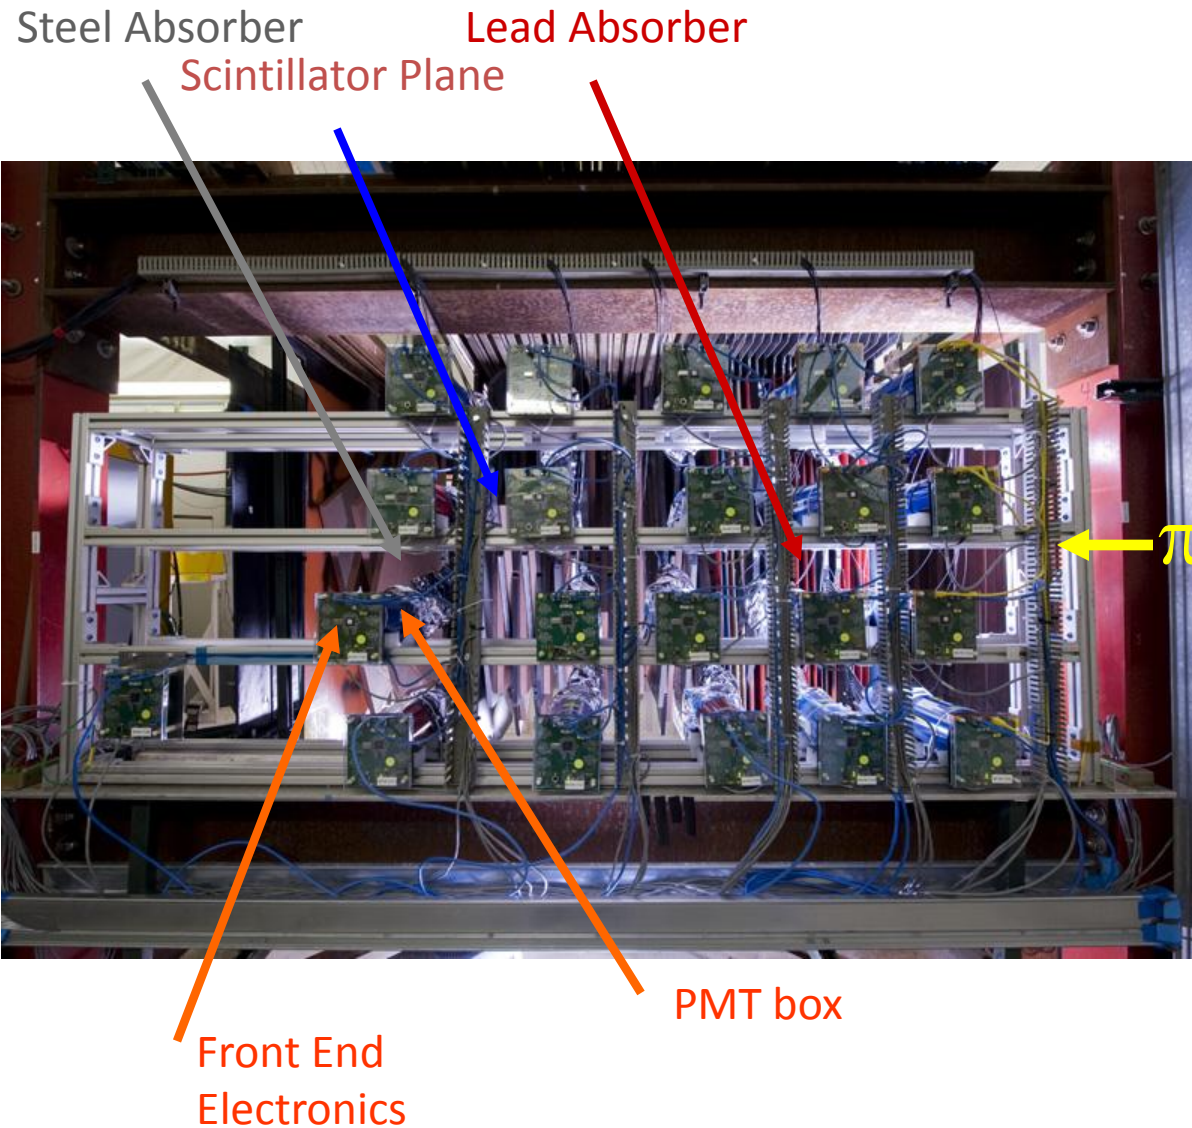 Steel Absorber
Lead Absorber
Scintillator Plane
π
PMT box
Front End
Electronics